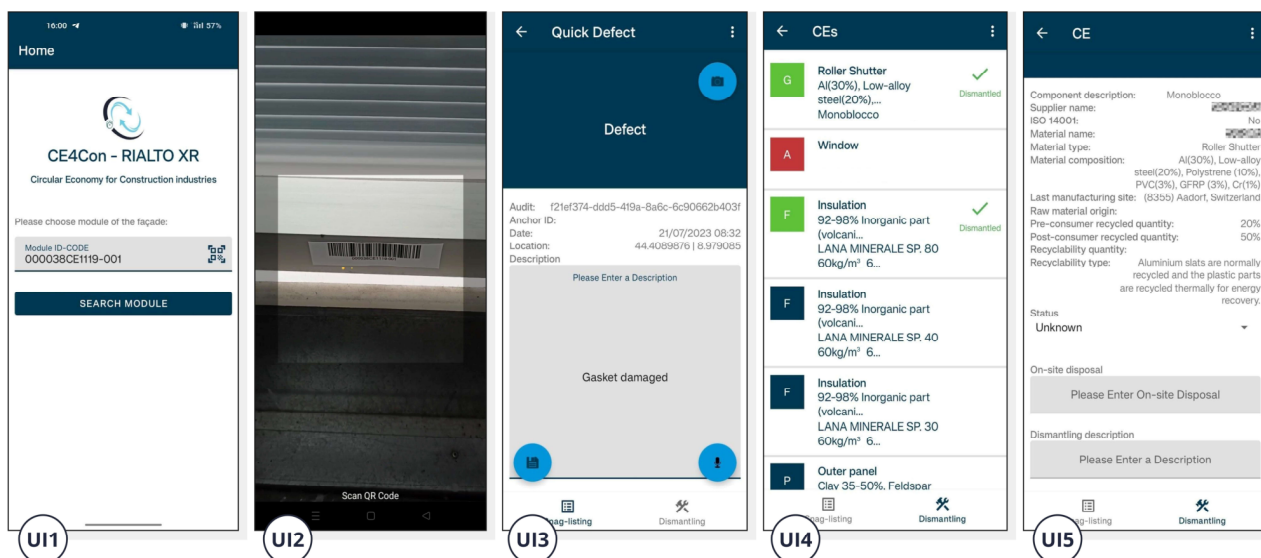 16:00
57%
Home
CE4Con - RIALTO XR
Circular Economy for Construction industries
Please choose module of the façade:
Module ID-CODE
000038CE1119-001
SEARCH MODULE
UI1
Scan QR Code
UI2
Quick Defect
Defect
Audit: f21ef374-ddd5-419a-8a6c-6c90662b403f
Anchor ID:
Date: 21/07/2023 08:32
Location: 44.4089876 | 8.979085
Description
Please Enter a Description
Gasket damaged
nag-listing
Dismantling
UI3
CEs
G
Roller Shutter
Al(30%), Low-alloy
steel(20%),...
Monoblocco
Dismantled
A
Window
F
Insulation
92-98% Inorganic part
(volcani...
LANA MINERALE SP. 80
60kg/m³ 6...
Dismantled
F
Insulation
92-98% Inorganic part
(volcani...
LANA MINERALE SP. 40
60kg/m³ 6...
F
Insulation
92-98% Inorganic part
(volcani...
LANA MINERALE SP. 30
60kg/m³ 6...
P
Outer panel
Clay 35-50%, Feldspar
nag-listing
Dismantling
UI4
CE
Component description: Monoblocco
Supplier name:
ISO 14001: No
Material name:
Material type: Roller Shutter
Material composition: Al(30%), Low-alloy
steel(20%), Polystrene (10%),
PVC(3%), GFRP (3%), Cr(1%)
Last manufacturing site: (8355) Aadorf, Switzerland
Raw material origin:
Pre-consumer recycled quantity: 20%
Post-consumer recycled quantity: 50%
Recyclability quantity:
Recyclability type: Aluminium slats are normally
recycled and the plastic parts
are recycled thermally for energy
recovery.
Status
Unknown
On-site disposal
Please Enter On-site Disposal
Dismantling description
Please Enter a Description
ag-listing
Dismantling
UI5